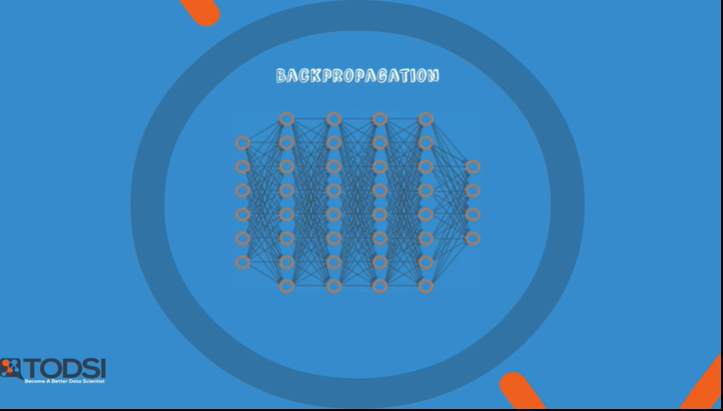 BACKPROPAGATION
TODSI
Become A Better Data Scientist